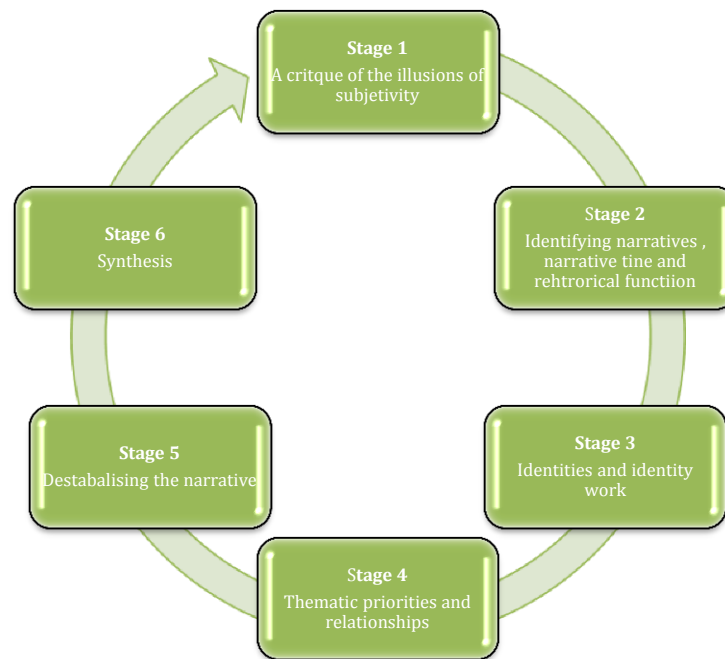 Stage 1
A critque of the illusions of
subjetivity
Stage 2
Identifying narratives ,
narrative tine and
rehtrorical functiion
Stage 3
Identities and identity
work
Stage 4
Thematic priorities and
relationships
Stage 5
Destabalising the narrative
Stage 6
Synthesis